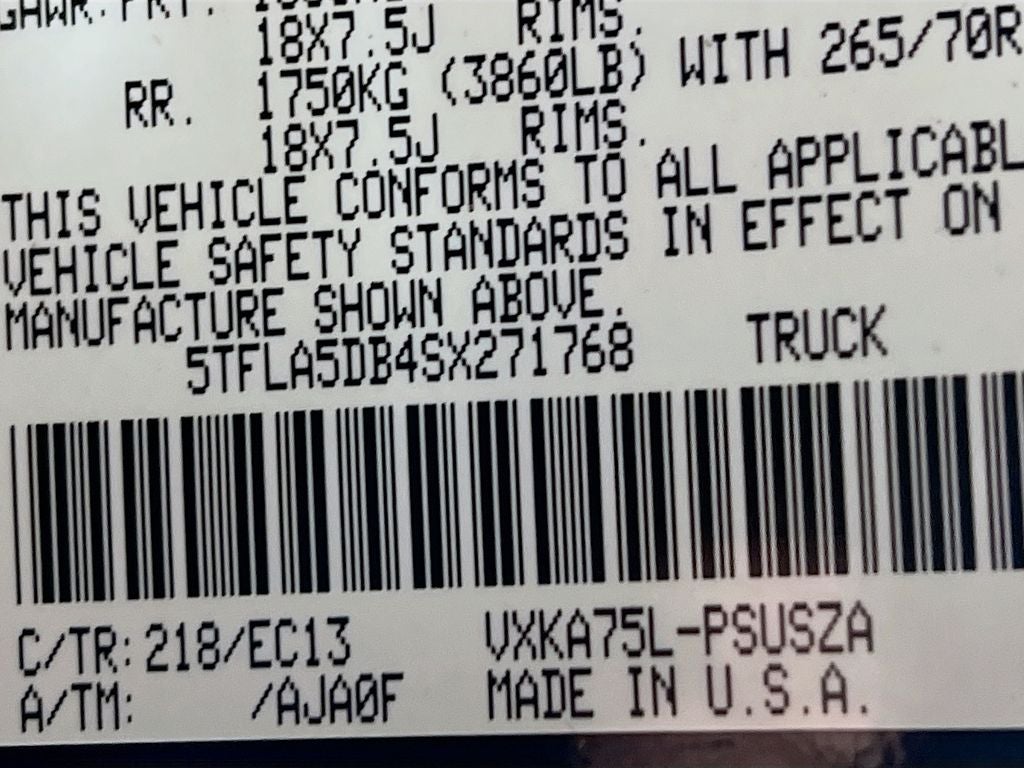 GAWR.FRT.
18X7.5J RIMS.
RR. 1750KG (3860LB) WITH 265/70R
18X7.5J RIMS.
THIS VEHICLE CONFORMS TO ALL APPLICABL
VEHICLE SAFETY STANDARDS IN EFFECT ON
MANUFACTURE SHOWN ABOVE.
5TFLA5DB4SX271768 TRUCK
C/TR: 218/EC13 VXKA75L-PSUSZA
A/TM: /AJA0F MADE IN U.S.A.